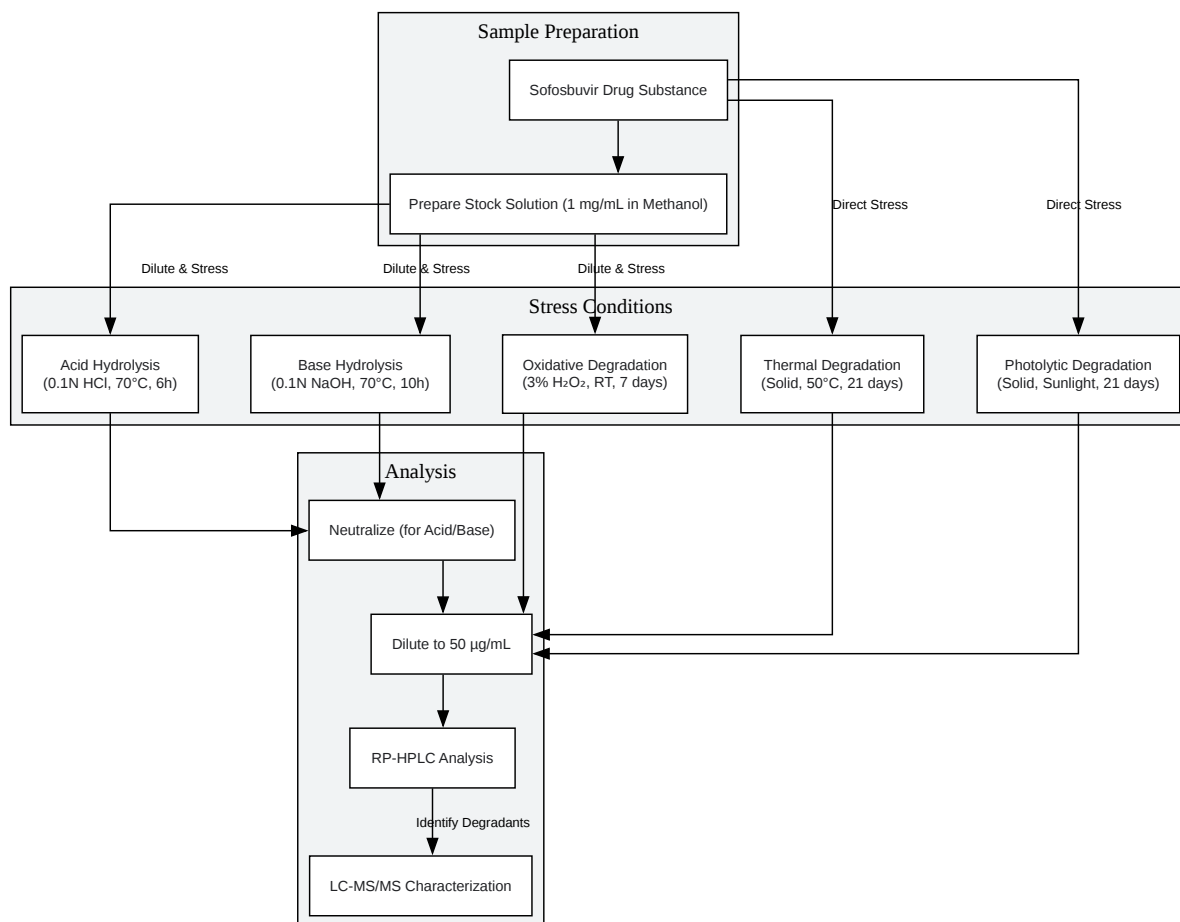 Sample Preparation
Sofosbuvir Drug Substance
Prepare Stock Solution (1 mg/mL in Methanol)
Direct Stress
Direct Stress
Dilute & Stress
Dilute & Stress
Dilute & Stress
Stress Conditions
Acid Hydrolysis
(0.1N HCl, 70°C, 6h)
Base Hydrolysis
(0.1N NaOH, 70°C, 10h)
Oxidative Degradation
(3% H₂O₂, RT, 7 days)
Thermal Degradation
(Solid, 50°C, 21 days)
Photolytic Degradation
(Solid, Sunlight, 21 days)
Analysis
Neutralize (for Acid/Base)
Dilute to 50 µg/mL
RP-HPLC Analysis
Identify Degradants
LC-MS/MS Characterization